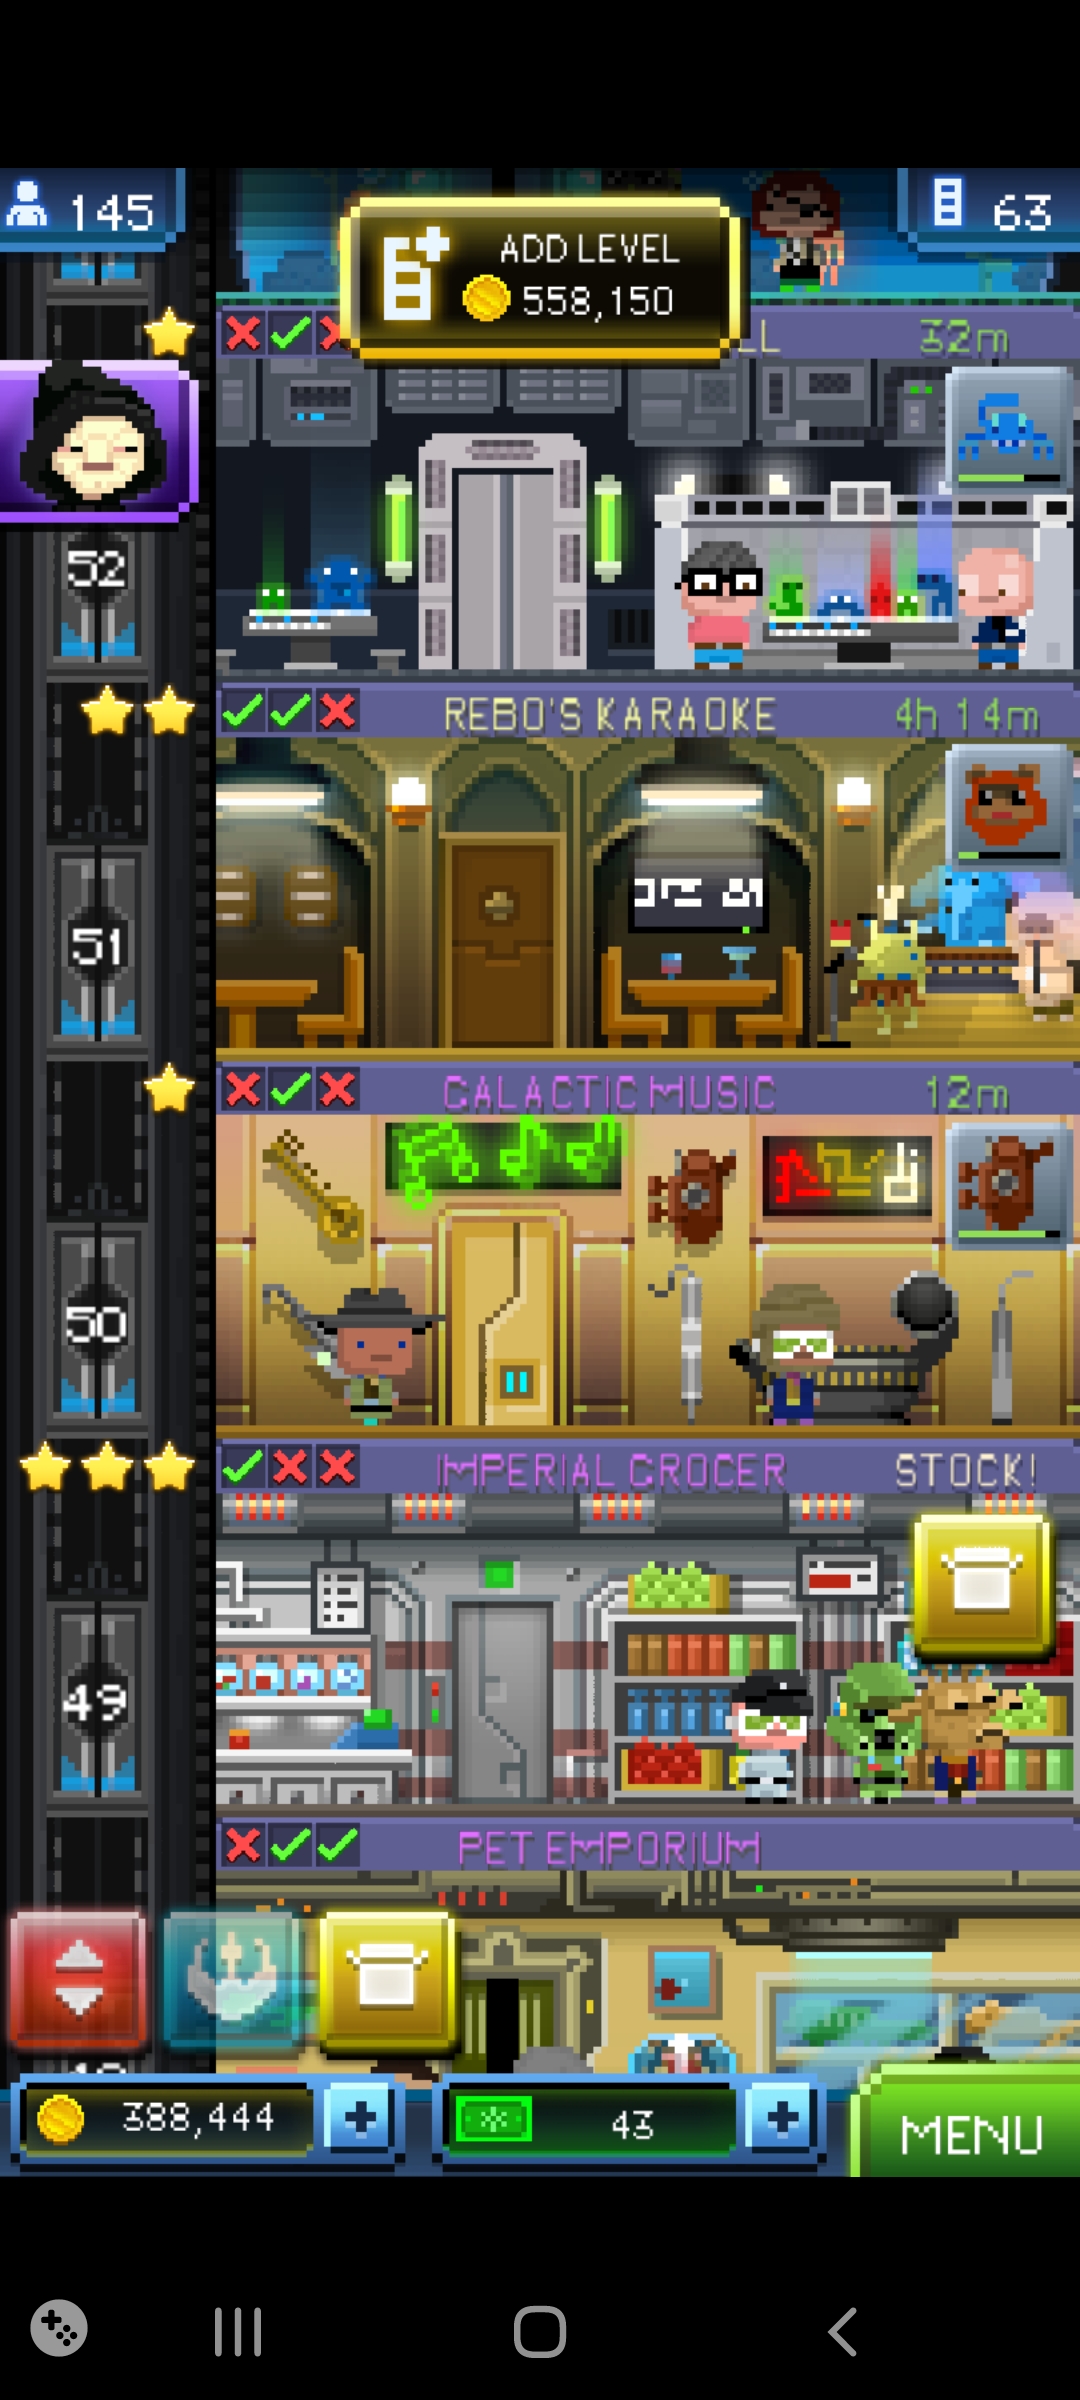 145
ADD LEVEL
558,150
63
LL
32m
52
REBO'S KARAOKE
4h 14m
51
GALACTIC MUSIC
12m
50
IMPERIAL GROCER
STOCK!
49
PET EMPORIUM
388,444
43
MENU